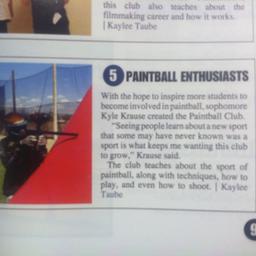 this club also teaches about the
filmmaking career and how it works.
| Kaylee Taube
5 PAINTBALL ENTHUSIASTS
With the hope to inspire more students to
become involved in paintball, sophomore
Kyle Krause created the Paintball Club.
"Seeing people learn about a new sport
that some may have never known was a
sport is what keeps me wanting this club
to grow," Krause said.
The club teaches about the sport of
paintball, along with techniques, how to
play, and even how to shoot. | Kaylee
Taube
9